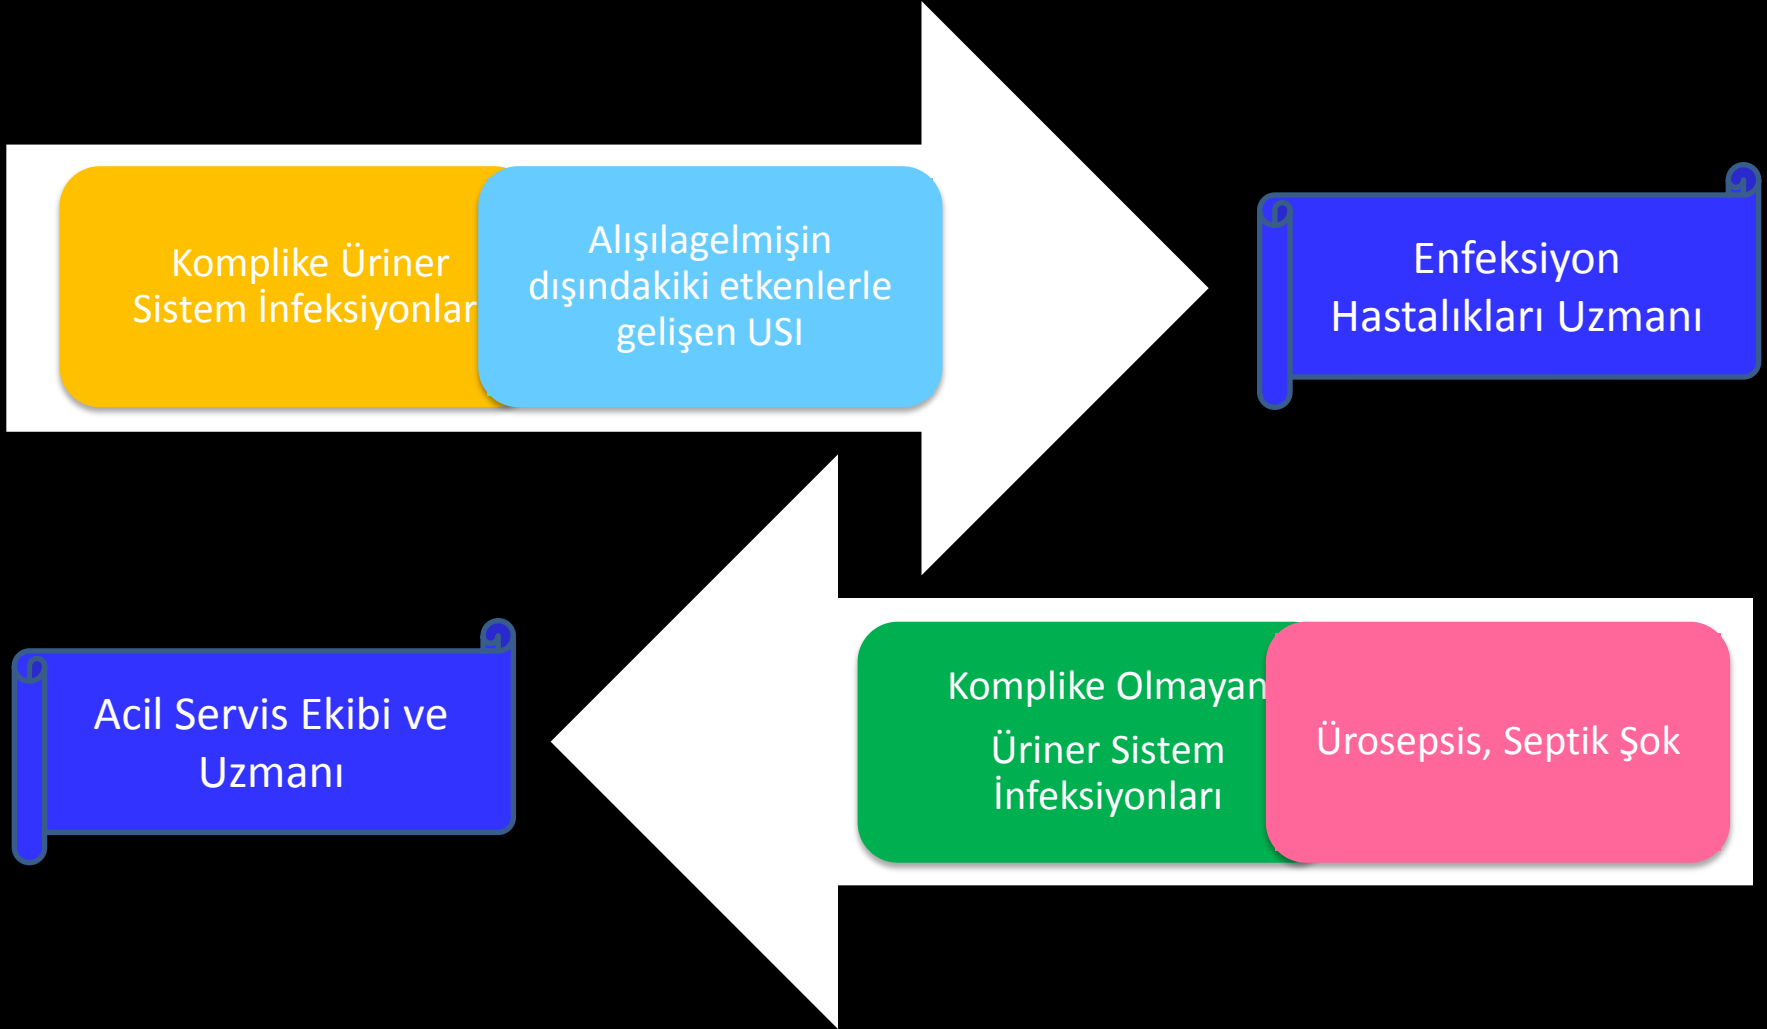 Komplike Üriner
Sistem İnfeksiyonlar
Alışılagelmişin
dışındakiki etkenlerle
gelişen USI
Enfeksiyon
Hastalıkları Uzmanı
Acil Servis Ekibi ve
Uzmanı
Komplike Olmayan
Üriner Sistem
İnfeksiyonları
Ürosepsis, Septik Şok